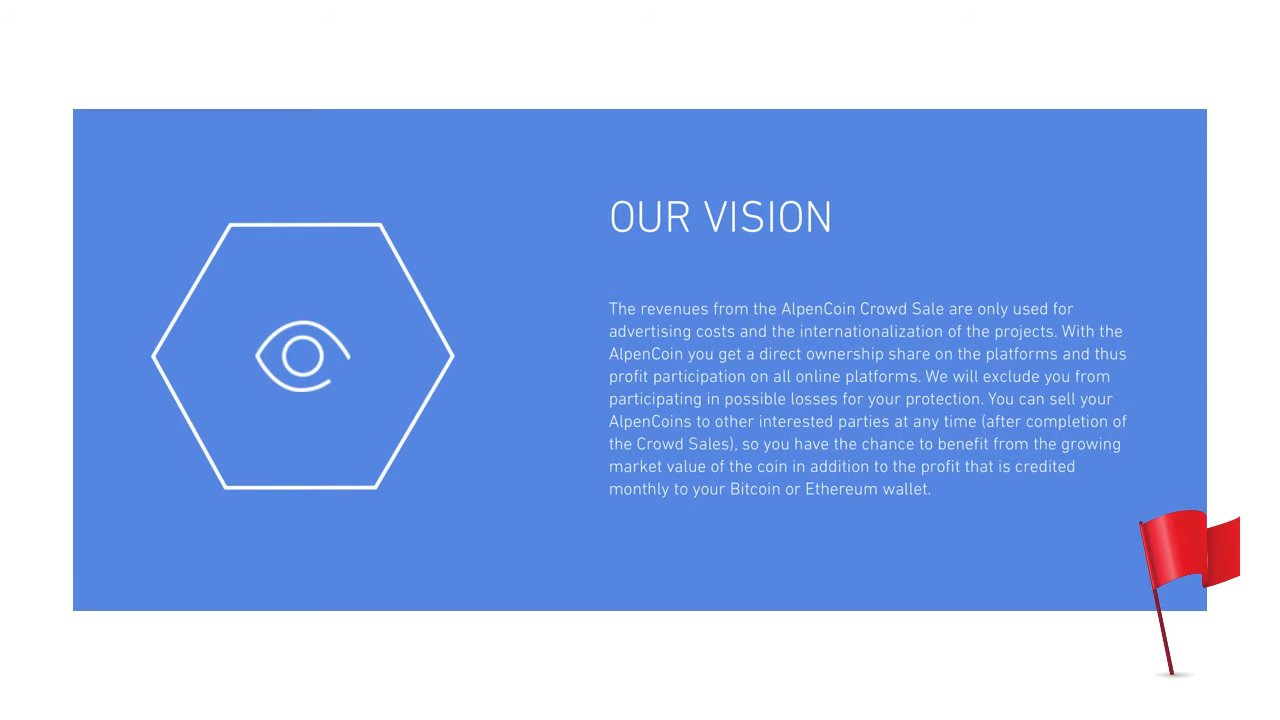 OUR VISION
The revenues from the AlpenCoin Crowd Sale are only used for
advertising costs and the internationalization of the projects. With the
AlpenCoin you get a direct ownership share on the platforms and thus
profit participation on all online platforms. We will exclude you from
participating in possible losses for your protection. You can sell your
AlpenCoins to other interested parties at any time (after completion of
the Crowd Sales), so you have the chance to benefit from the growing
market value of the coin in addition to the profit that is credited
monthly to your Bitcoin or Ethereum wallet.